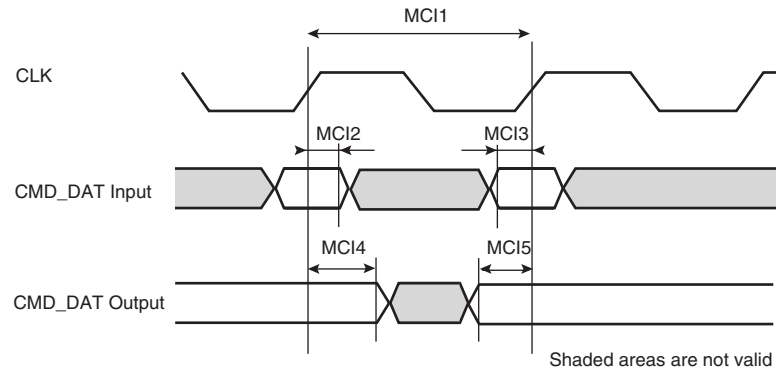 MCI1
CLK
MCI2
MCI3
CMD_DAT Input
MCI4
MCI5
CMD_DAT Output
Shaded areas are not valid